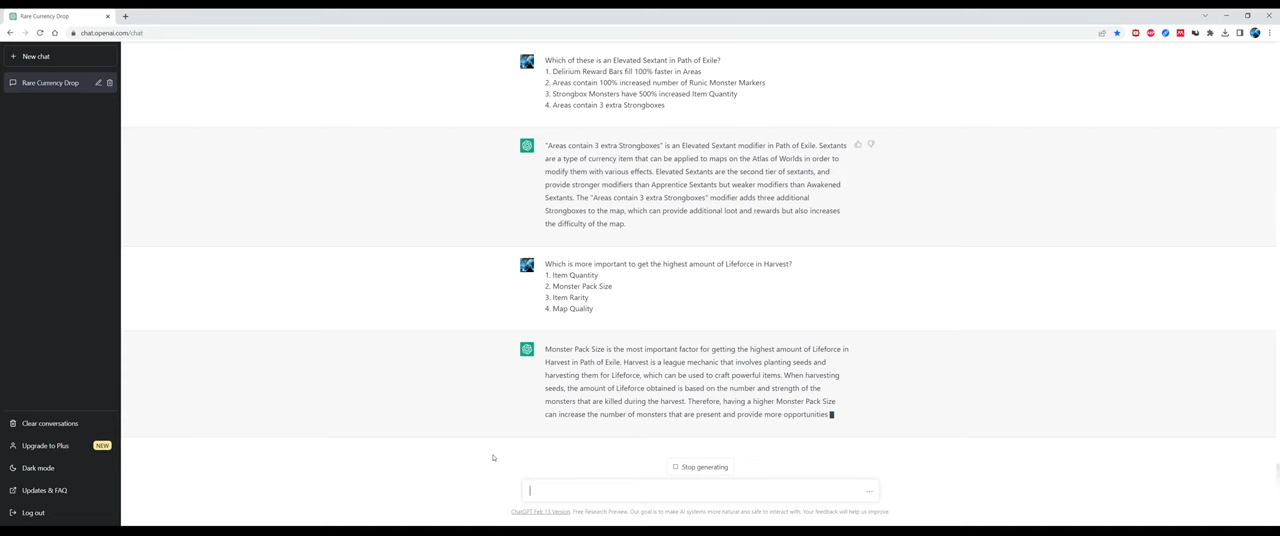 Rare Currency Drop
chat.openai.com/chat
New chat
Rare Currency Drop
Which of these is an Elevated Sextant in Path of Exile?
1. Delirium Reward Bars fill 100% faster in Areas
2. Areas contain 100% increased number of Runic Monster Markers
3. Strongbox Monsters have 500% increased Item Quantity
4. Areas contain 3 extra Strongboxes
"Areas contain 3 extra Strongboxes" is an Elevated Sextant modifier in Path of Exile. Sextants
are a type of currency item that can be applied to maps on the Atlas of Worlds in order to
modify them with various effects. Elevated Sextants are the second tier of sextants, and
provide stronger modifiers than Apprentice Sextants but weaker modifiers than Awakened
Sextants. The "Areas contain 3 extra Strongboxes" modifier adds three additional
Strongboxes to the map, which can provide additional loot and rewards but also increases
the difficulty of the map.
Which is more important to get the highest amount of Lifeforce in Harvest?
1. Item Quantity
2. Monster Pack Size
3. Item Rarity
4. Map Quality
Monster Pack Size is the most important factor for getting the highest amount of Lifeforce in
Harvest in Path of Exile. Harvest is a league mechanic that involves planting seeds and
harvesting them for Lifeforce, which can be used to craft powerful items. When harvesting
seeds, the amount of Lifeforce obtained is based on the number and strength of the
monsters that are killed during the harvest. Therefore, having a higher Monster Pack Size
can increase the number of monsters that are present and provide more opportunities
Clear conversations
Upgrade to Plus NEW
Dark mode
Updates & FAQ
Log out
Stop generating
ChatGPT Feb 13 Version. Free Research Preview. Our goal is to make AI systems more natural and safe to interact with. Your feedback will help us improve.